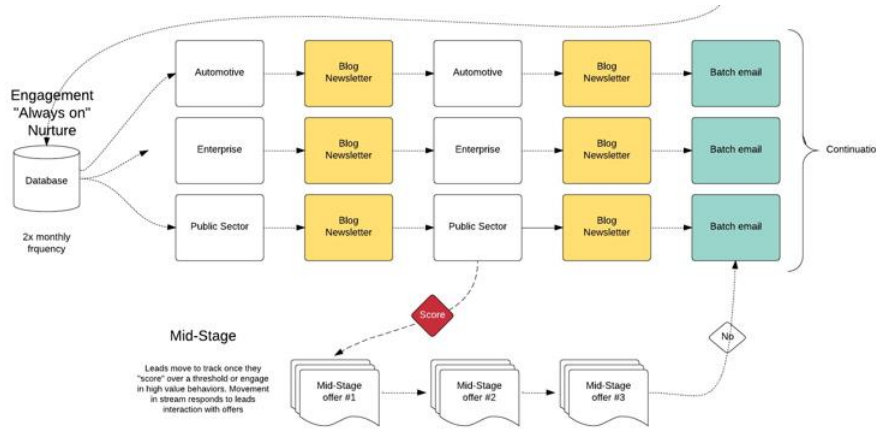 Engagement
"Always on"
Nurture
Database
2x monthly
frquency
Automotive
Blog
Newsletter
Automotive
Blog
Newsletter
Batch email
Enterprise
Blog
Newsletter
Enterprise
Blog
Newsletter
Batch email
Public Sector
Blog
Newsletter
Public Sector
Blog
Newsletter
Batch email
Continuatio
Score
No
Mid-Stage
Leads move to track once they
"score" over a threshold or engage
in high value behaviors. Movement
in stream responds to leads
interaction with offers
Mid-Stage
offer #1
Mid-Stage
offer #2
Mid-Stage
offer #3